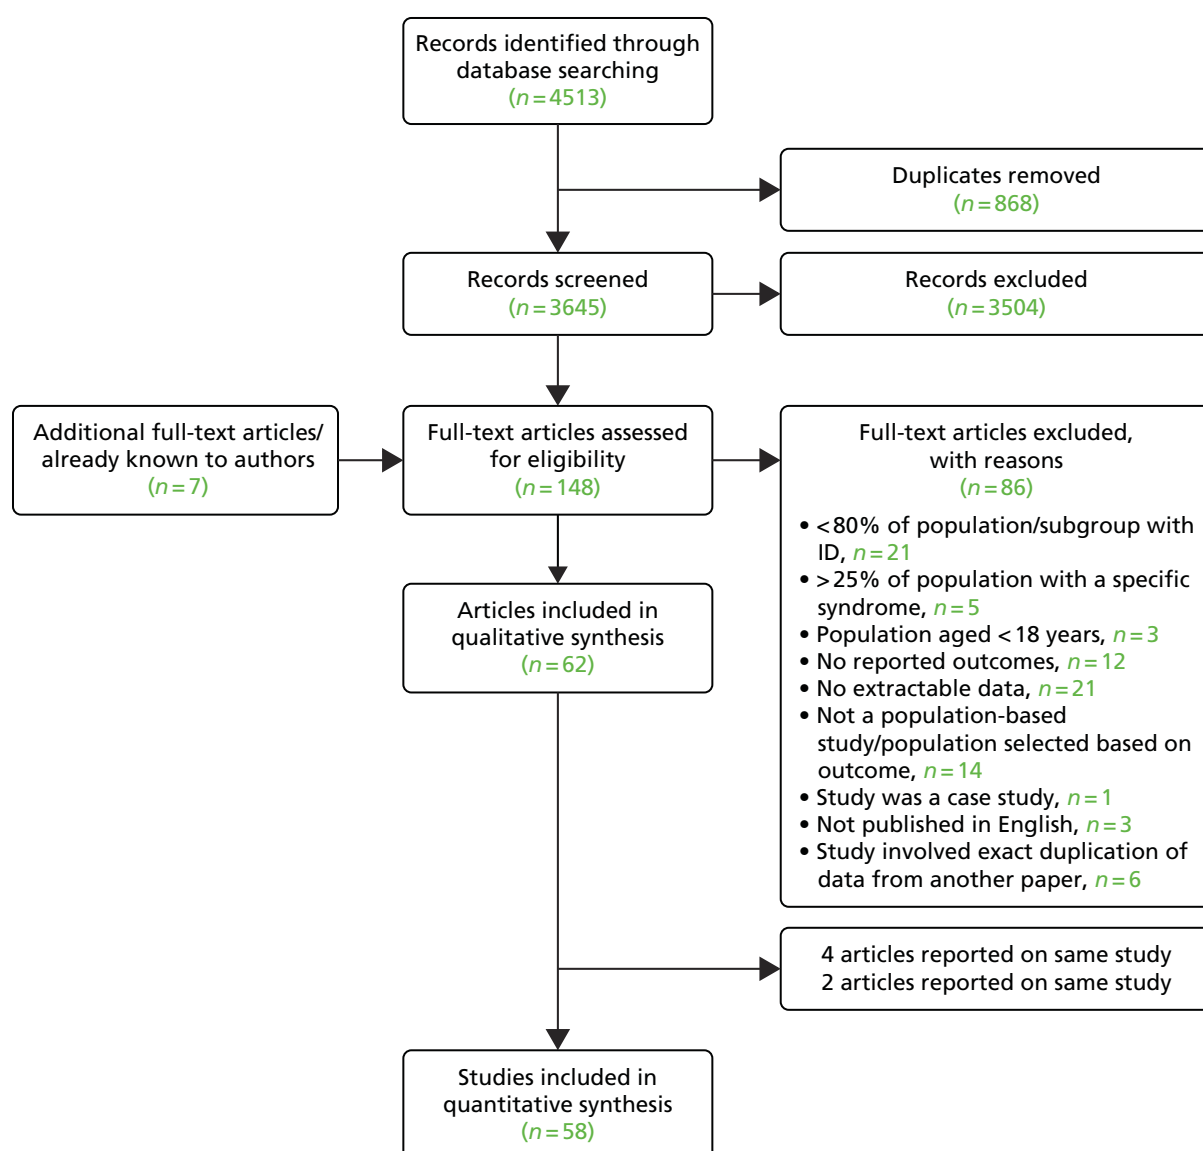 Records identified through
database searching
(n=4513)
Duplicates removed
(n=868)
Records screened
(n=3645)
Records excluded
(n=3504)
Additional full-text articles/
already known to authors
(n=7)
Full-text articles assessed
for eligibility
(n=148)
Full-text articles excluded,
with reasons
(n=86)
• <80% of population/subgroup with
ID, n=21
• >25% of population with a specific
syndrome, n=5
• Population aged <18 years, n=3
• No reported outcomes, n=12
• No extractable data, n=21
• Not a population-based
study/population selected based on
outcome, n=14
• Study was a case study, n=1
• Not published in English, n=3
• Study involved exact duplication of
data from another paper, n=6
Articles included in
qualitative synthesis
(n=62)
4 articles reported on same study
2 articles reported on same study
Studies included in
quantitative synthesis
(n=58)